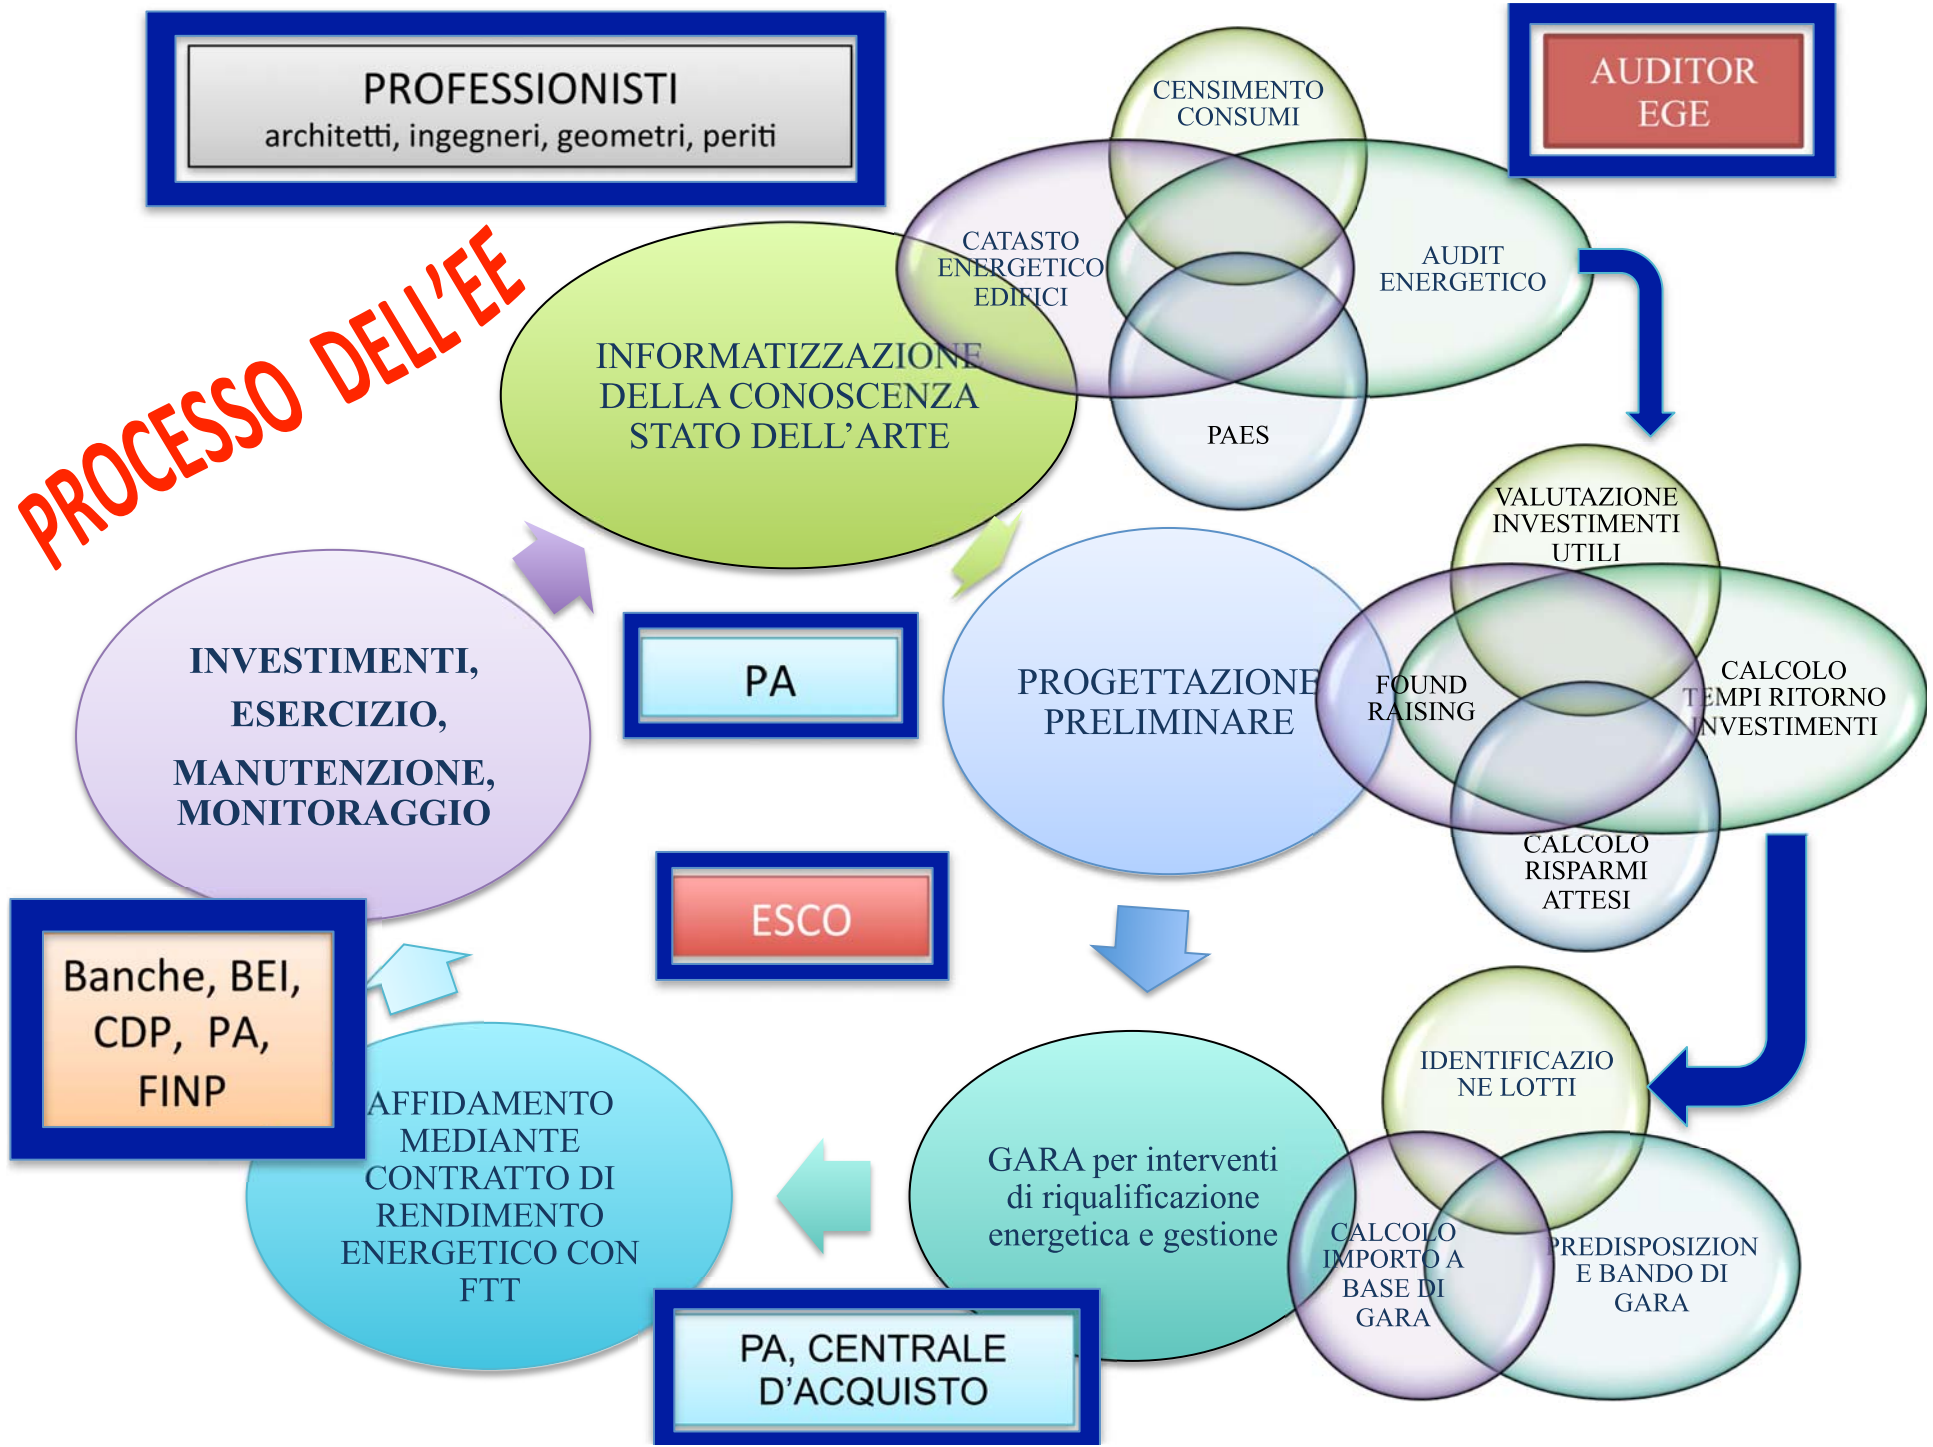 PROFESSIONISTI
architetti, ingegneri, geometri, periti
AUDITOR
EGE
PROCESSO DELL'EE
CENSIMENTO
CONSUMI
CATASTO
ENERGETICO
EDIFICI
AUDIT
ENERGETICO
PAES
INFORMATIZZAZIONE
DELLA CONOSCENZA
STATO DELL'ARTE
VALUTAZIONE
INVESTIMENTI
UTILI
FOUND
RAISING
CALCOLO
TEMPI RITORNO
INVESTIMENTI
CALCOLO
RISPARMI
ATTESI
PROGETTAZIONE
PRELIMINARE
PA
INVESTIMENTI,
ESERCIZIO,
MANUTENZIONE,
MONITORAGGIO
ESCO
Banche, BEI,
CDP, PA,
FINP
AFFIDAMENTO
MEDIANTE
CONTRATTO DI
RENDIMENTO
ENERGETICO CON
FTT
GARA per interventi
di riqualificazione
energetica e gestione
IDENTIFICAZIO
NE LOTTI
CALCOLO
IMPORTO A
BASE DI
GARA
PREDISPOSIZION
E BANDO DI
GARA
PA, CENTRALE
D'ACQUISTO